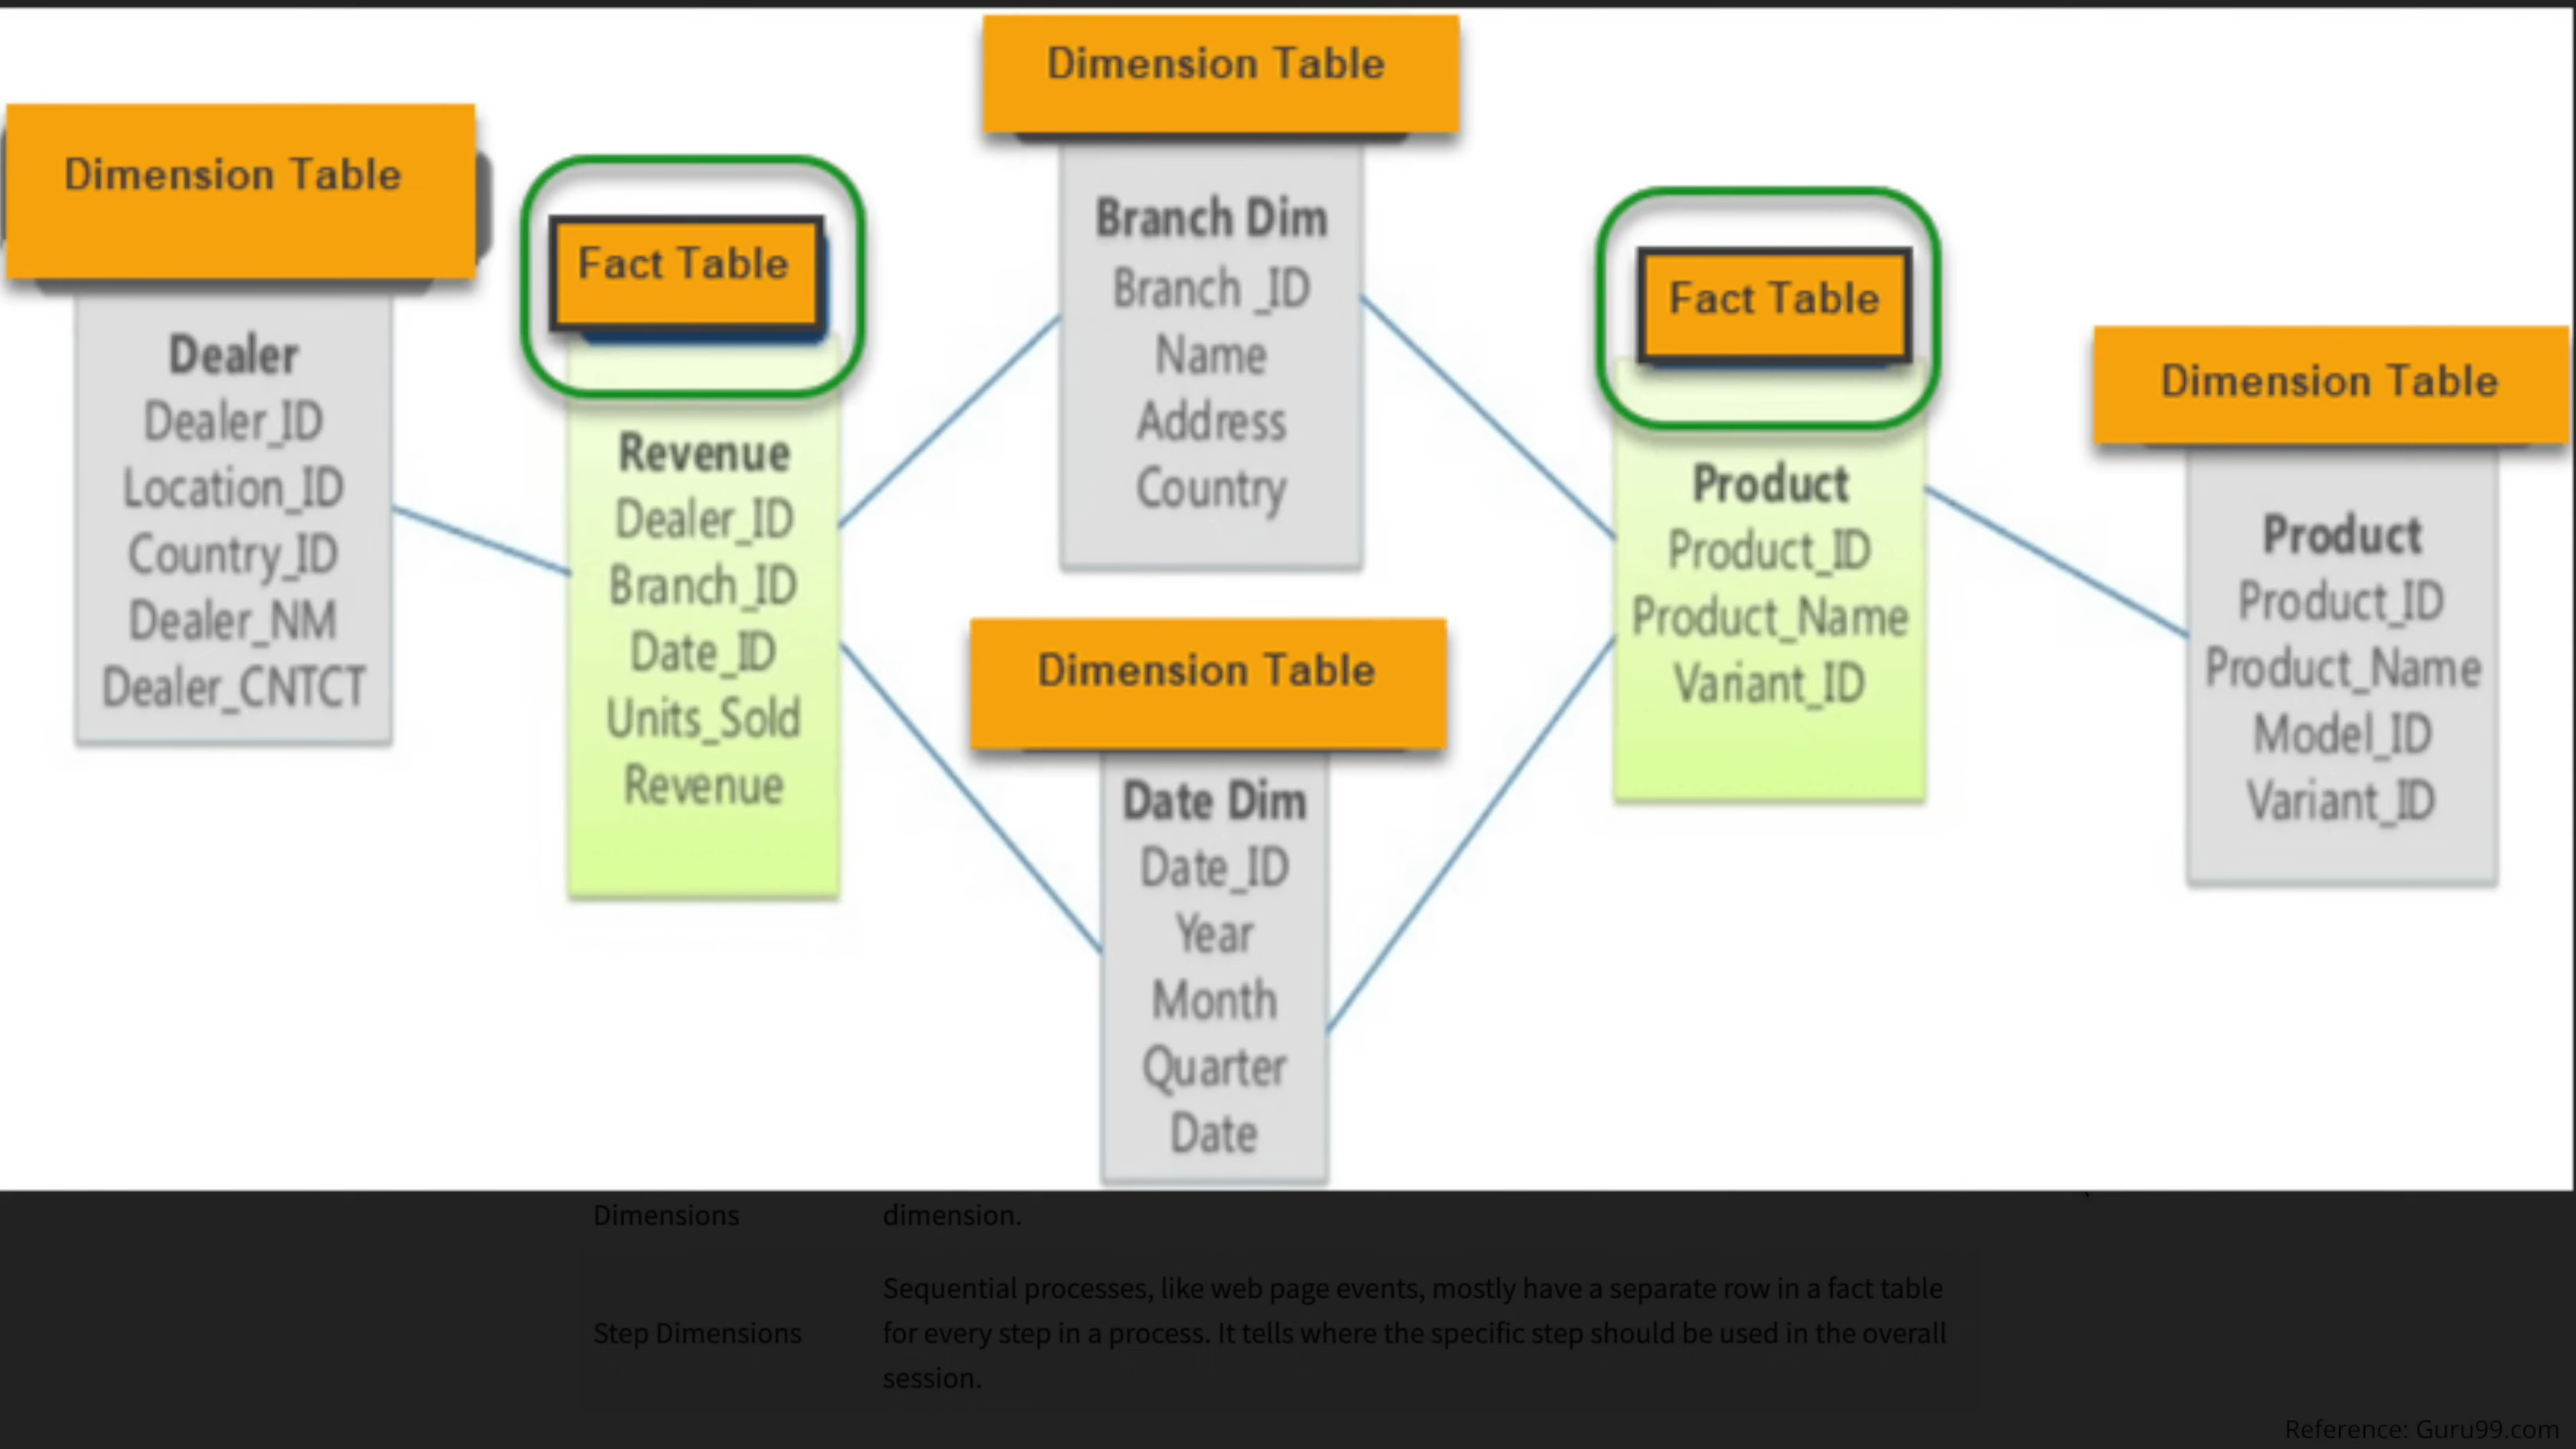 Dimension Table
Dealer
Dealer_ID
Location_ID
Country_ID
Dealer_NM
Dealer_CNTCT
Fact Table
Revenue
Dealer_ID
Branch_ID
Date_ID
Units_Sold
Revenue
Dimension Table
Branch Dim
Branch _ID
Name
Address
Country
Dimension Table
Date Dim
Date_ID
Year
Month
Quarter
Date
Fact Table
Product
Product_ID
Product_Name
Variant_ID
Dimension Table
Product
Product_ID
Product_Name
Model_ID
Variant_ID
Dimensions
dimension.
Step Dimensions
Sequential processes, like web page events, mostly have a separate row in a fact table
for every step in a process. It tells where the specific step should be used in the overall
session.
Reference: Guru99.com